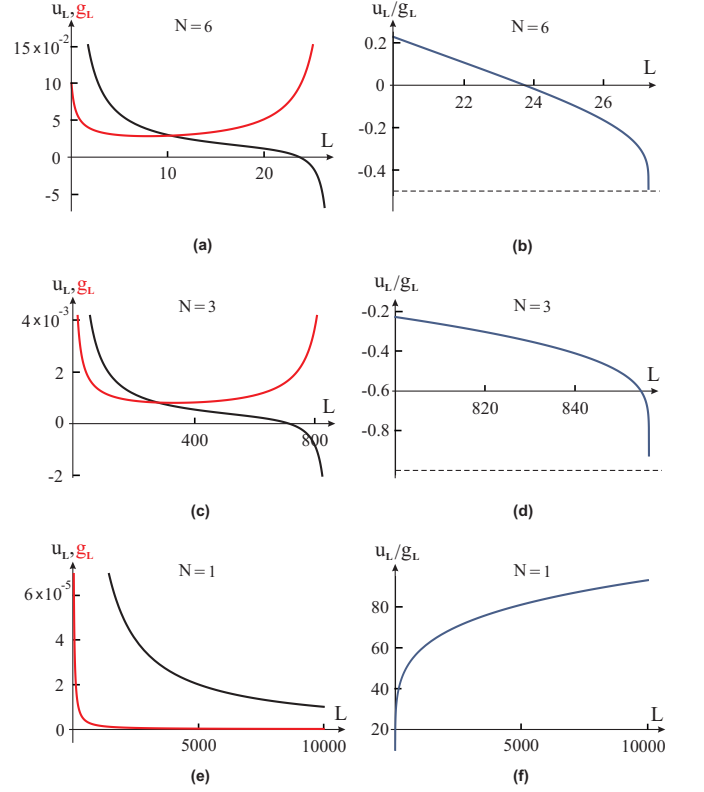 u_L,g_L
N=6
15×10⁻²
10
5
0
-5
10
20
L
(a)
u_L/g_L
N=6
0.2
0
-0.2
-0.4
22
24
26
L
(b)
u_L,g_L
N=3
4×10⁻³
2
0
-2
400
800
L
(c)
u_L/g_L
N=3
-0.2
-0.4
-0.6
-0.8
820
840
L
(d)
u_L,g_L
N=1
6×10⁻⁵
4
2
0
5000
10000
L
(e)
u_L/g_L
N=1
80
60
40
20
5000
10000
L
(f)